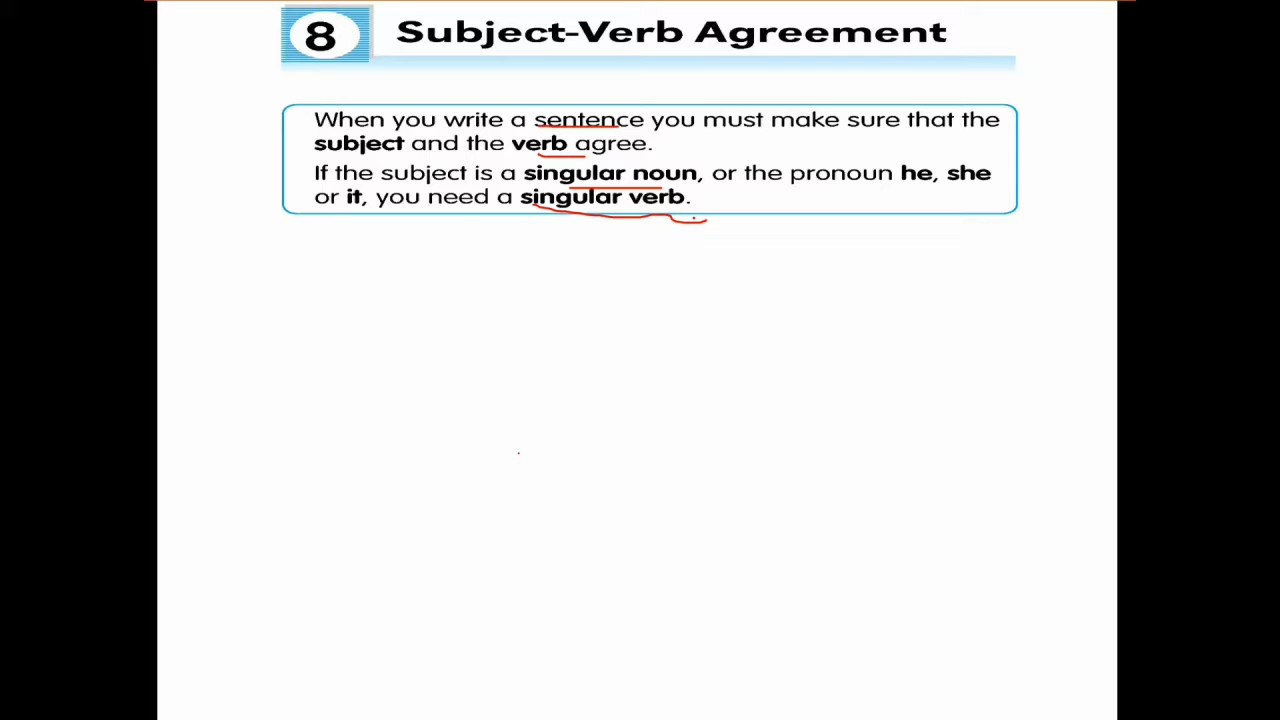 8 Subject-Verb Agreement
When you write a sentence you must make sure that the
subject and the verb agree.
If the subject is a singular noun, or the pronoun he, she
or it, you need a singular verb.